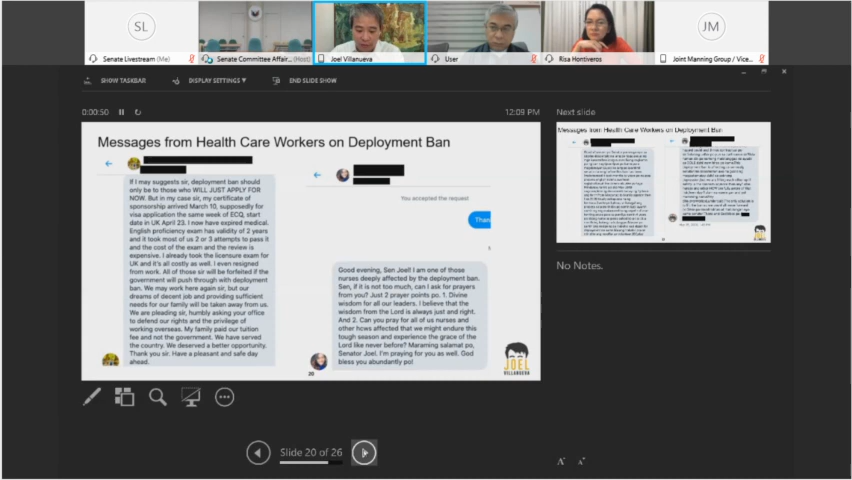 SL
JM
Senate Livestream (Me)
Senate Committee Affair... (Host)
Joel Villanueva
User
Risa Hontiveros
Joint Manning Group / Vice...
SHOW TASKBAR
DISPLAY SETTINGS
END SLIDE SHOW
0:00:50
12:09 PM
Next slide
Messages from Health Care Workers on Deployment Ban
If I may suggests sir, deployment ban should
only be to those who WILL JUST APPLY FOR
NOW. But in my case sir, my certificate of
sponsorship arrived March 10, supposedly for
visa application the same week of ECQ, start
date in UK April 23. I now have expired medical.
English proficiency exam has validity of 2 years
and it took most of us 2 or 3 attempts to pass it
and the cost of the exam and the review is
expensive. I already took the licensure exam for
UK and it's all costly as well. I even resigned
from work. All of those sir will be forfeited if the
government will push through with deployment
ban. We may work here again sir, but our
dreams of decent job and providing sufficient
needs for our family will be taken away from us.
We are pleading sir, humbly asking your office
to defend our rights and the privilege of
working overseas. My family paid our tuition
fee and not the government. We have served
the country. We deserved a better opportunity.
Thank you sir. Have a pleasant and safe day
ahead.
You accepted the request
Than
Good evening, Sen Joel! I am one of those
nurses deeply affected by the deployment ban.
Sen, if it is not too much, can I ask for prayers
from you? Just 2 prayer points po. 1. Divine
wisdom for all our leaders. I believe that the
wisdom from the Lord is always just and right.
And 2. Can you pray for all of us nurses and
other hcws affected that we might endure this
tough season and experience the grace of the
Lord like never before? Maraming salamat po,
Senator Joel. I'm praying for you as well. God
bless you abundantly po!
20
JOEL
VILLANUEVA
Messages from Health Care Workers on Deployment Ban
No Notes.
Slide 20 of 26
A
A